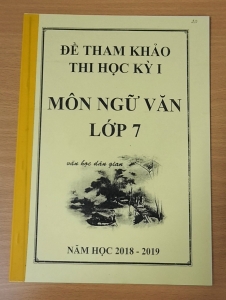 ĐỀ THAM KHẢO
THI HỌC KỲ I
MÔN NGỮ VĂN
LỚP 7
văn học dân gian
NĂM HỌC 2018 - 2019